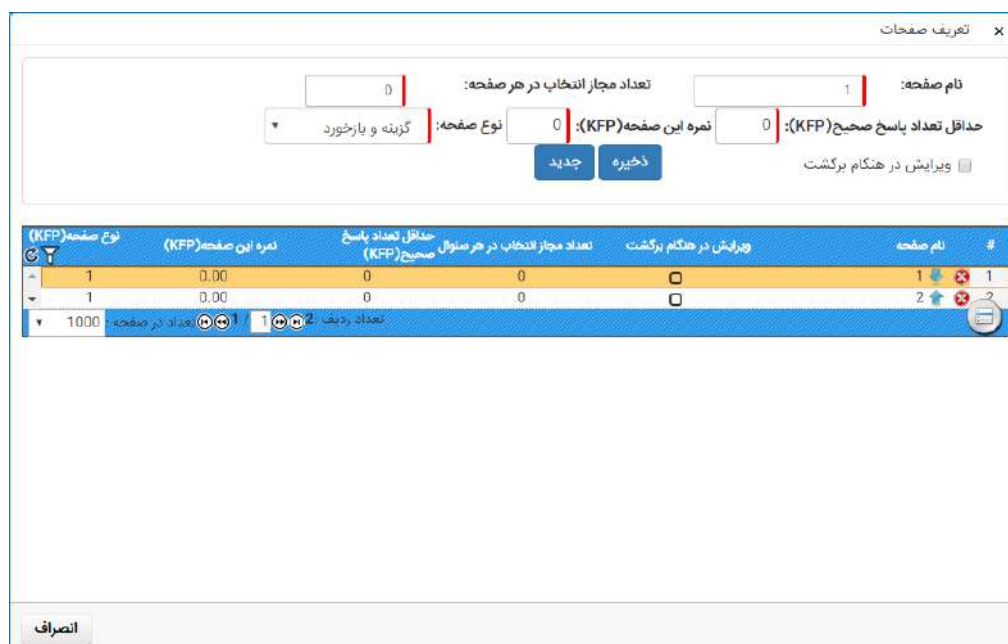 × تعریف صفحات
نام صفحه: 1 تعداد مجاز انتخاب در هر صفحه: 0
حداقل تعداد پاسخ صحیح(KFP): 0 نمره این صفحه(KFP): 0 نوع صفحه: گزینه و بازخورد
ویرایش در هنگام برگشت
ذخیره جدید
# نام صفحه ویرایش در هنگام برگشت تعداد مجاز انتخاب در هر سئوال حداقل تعداد پاسخ صحیح(KFP) نمره این صفحه(KFP) نوع صفحه(KFP)
1 1 0 0 0.00 1
2 2 0 0 0.00 1
تعداد ردیف :2 1 / 1 تعداد در صفحه : 1000
انصراف